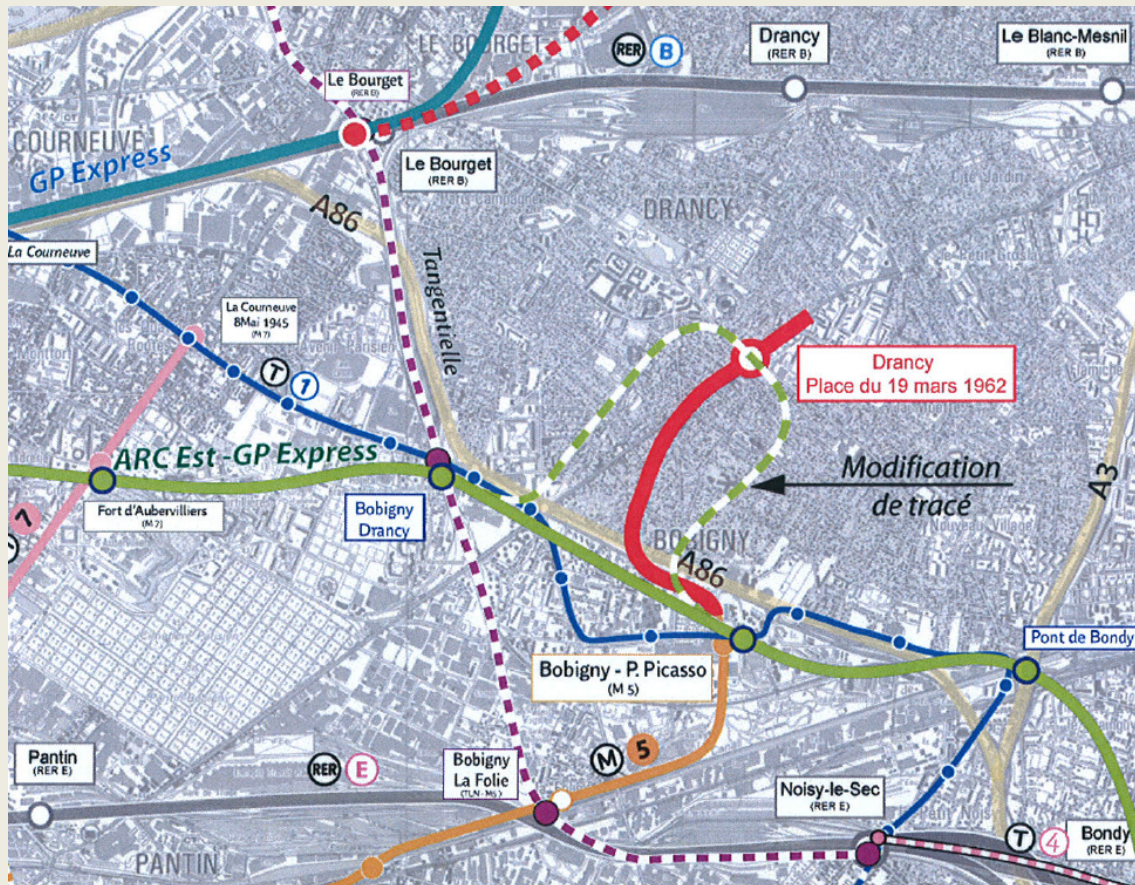 LE BOURGET
RER B
Drancy
(RER B)
Le Blanc-Mesnil
(RER B)
Le Bourget
COURNEUVE
GP Express
Le Bourget
(RER B)
A86
DRANCY
La Courneuve
Tangentielle
La Courneuve
8Mai 1945
(M 7)
T 1
Drancy
Place du 19 mars 1962
ARC Est -GP Express
A3
Modification
de tracé
Fort d'Aubervilliers
(M 7)
7
Bobigny
Drancy
BOBIGNY
A86
Pont de Bondy
Bobigny - P. Picasso
(M 5)
Pantin
(RER E)
RER E
Bobigny
La Folie
M 5
Noisy-le-Sec
(RER E)
T 4
Bondy
(RER E)
PANTIN